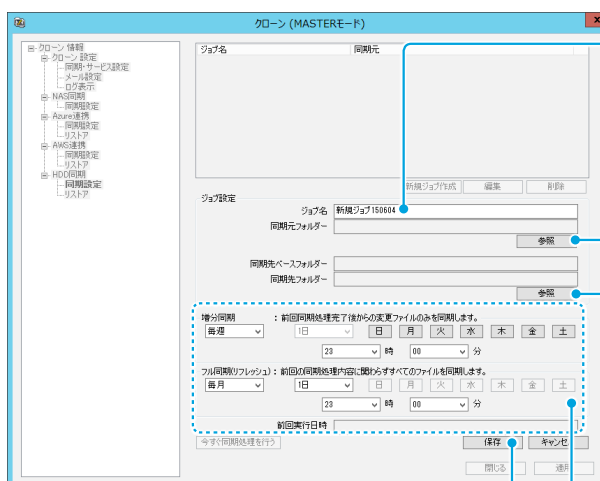 クローン (MASTERモード)
x
クローン 情報
クローン 設定
同期・サービス設定
メール設定
ログ表示
NAS同期
同期設定
Azure連携
同期設定
リストア
AWS連携
同期設定
リストア
HDD同期
同期設定
リストア
ジョブ名 同期元
新規ジョブ作成 編集 削除
ジョブ設定
ジョブ名 新規ジョブ150604
同期元フォルダー
参照
同期先ベースフォルダー
同期先フォルダー
参照
増分同期 : 前回同期処理完了後からの変更ファイルのみを同期します。
毎週 1日 日 月 火 水 木 金 土
23 時 00 分
フル同期(リフレッシュ) : 前回の同期処理内容に関わらずすべてのファイルを同期します。
毎月 1日 日 月 火 水 木 金 土
23 時 00 分
前回実行日時
今すぐ同期処理を行う 保存 キャンセル
閉じる 適用